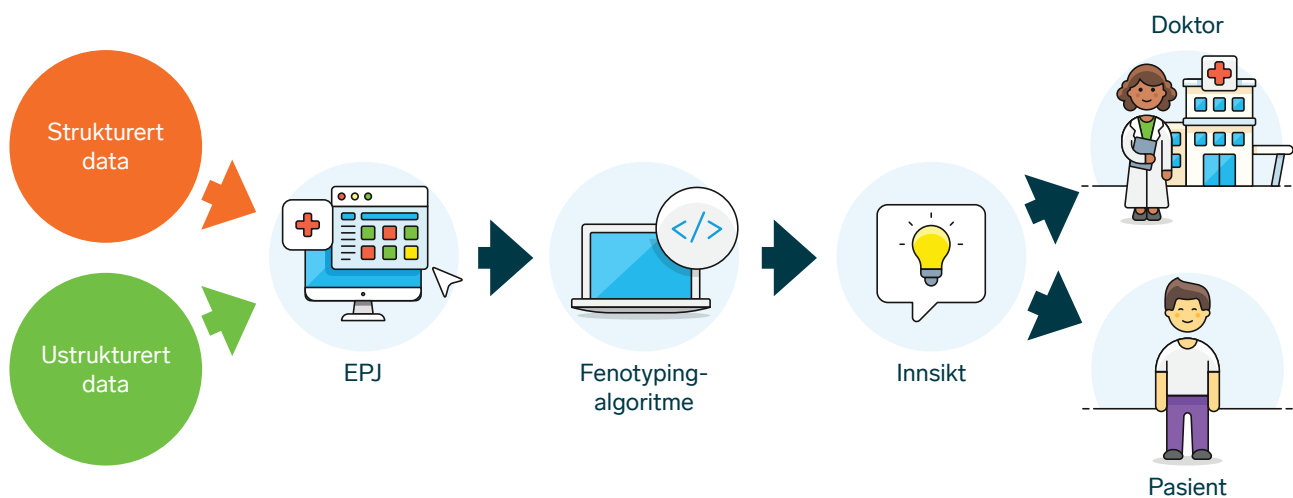 Doktor
Strukturert
data
Ustrukturert
data
EPJ
</>
Fenotyping-
algoritme
Innsikt
Pasient